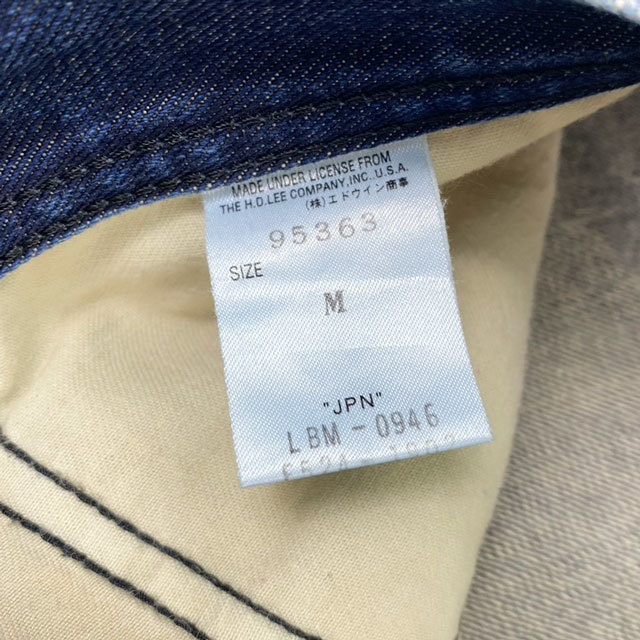 MADE UNDER LICENSE FROM
THE H.D. LEE COMPANY, INC. U.S.A.
(株)エドウイン商事
95363
SIZE
M
"JPN"
LBM-0946